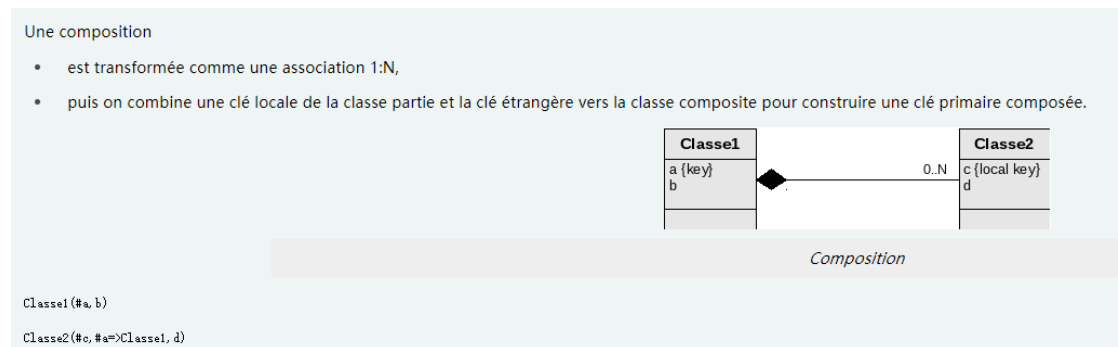 Une composition
• est transformée comme une association 1:N,
• puis on combine une clé locale de la classe partie et la clé étrangère vers la classe composite pour construire une clé primaire composée.
Classe1
a {key}
b
0..N
Classe2
c {local key}
d
Composition
Classe1(#a,b)
Classe2(#c,#a=>Classe1,d)